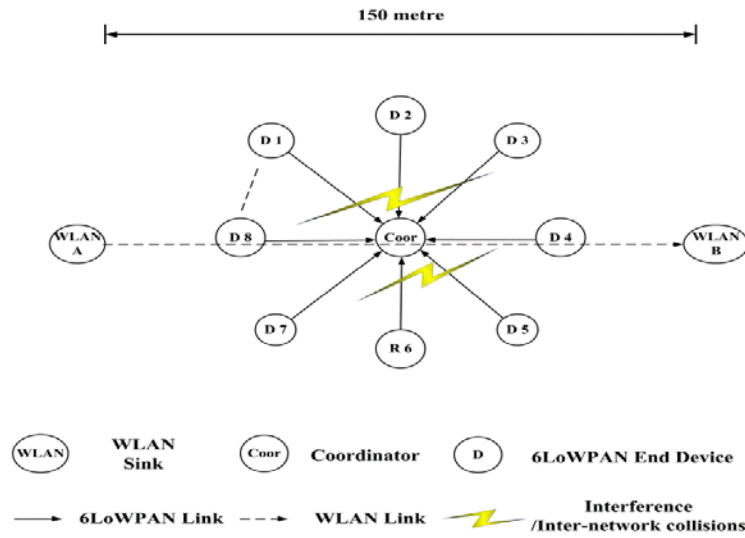 150 metre
D 2
D 1
D 3
WLAN
A
D 8
Coor
D 4
WLAN
B
D 7
R 6
D 5
WLAN
WLAN
Sink
Coor
Coordinator
D
6LoWPAN End Device
6LoWPAN Link
WLAN Link
Interference
/Inter-network collisions